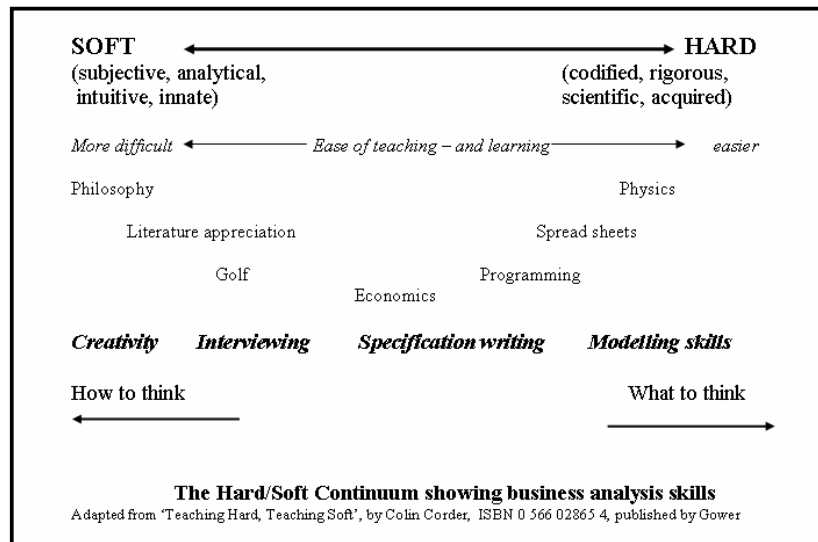 SOFT HARD
(subjective, analytical, (codified, rigorous,
intuitive, innate) scientific, acquired)
More difficult Ease of teaching – and learning easier
Philosophy Physics
Literature appreciation Spread sheets
Golf Programming
Economics
Creativity Interviewing Specification writing Modelling skills
How to think What to think
The Hard/Soft Continuum showing business analysis skills
Adapted from ‘Teaching Hard, Teaching Soft’, by Colin Corder, ISBN 0 566 02865 4, published by Gower